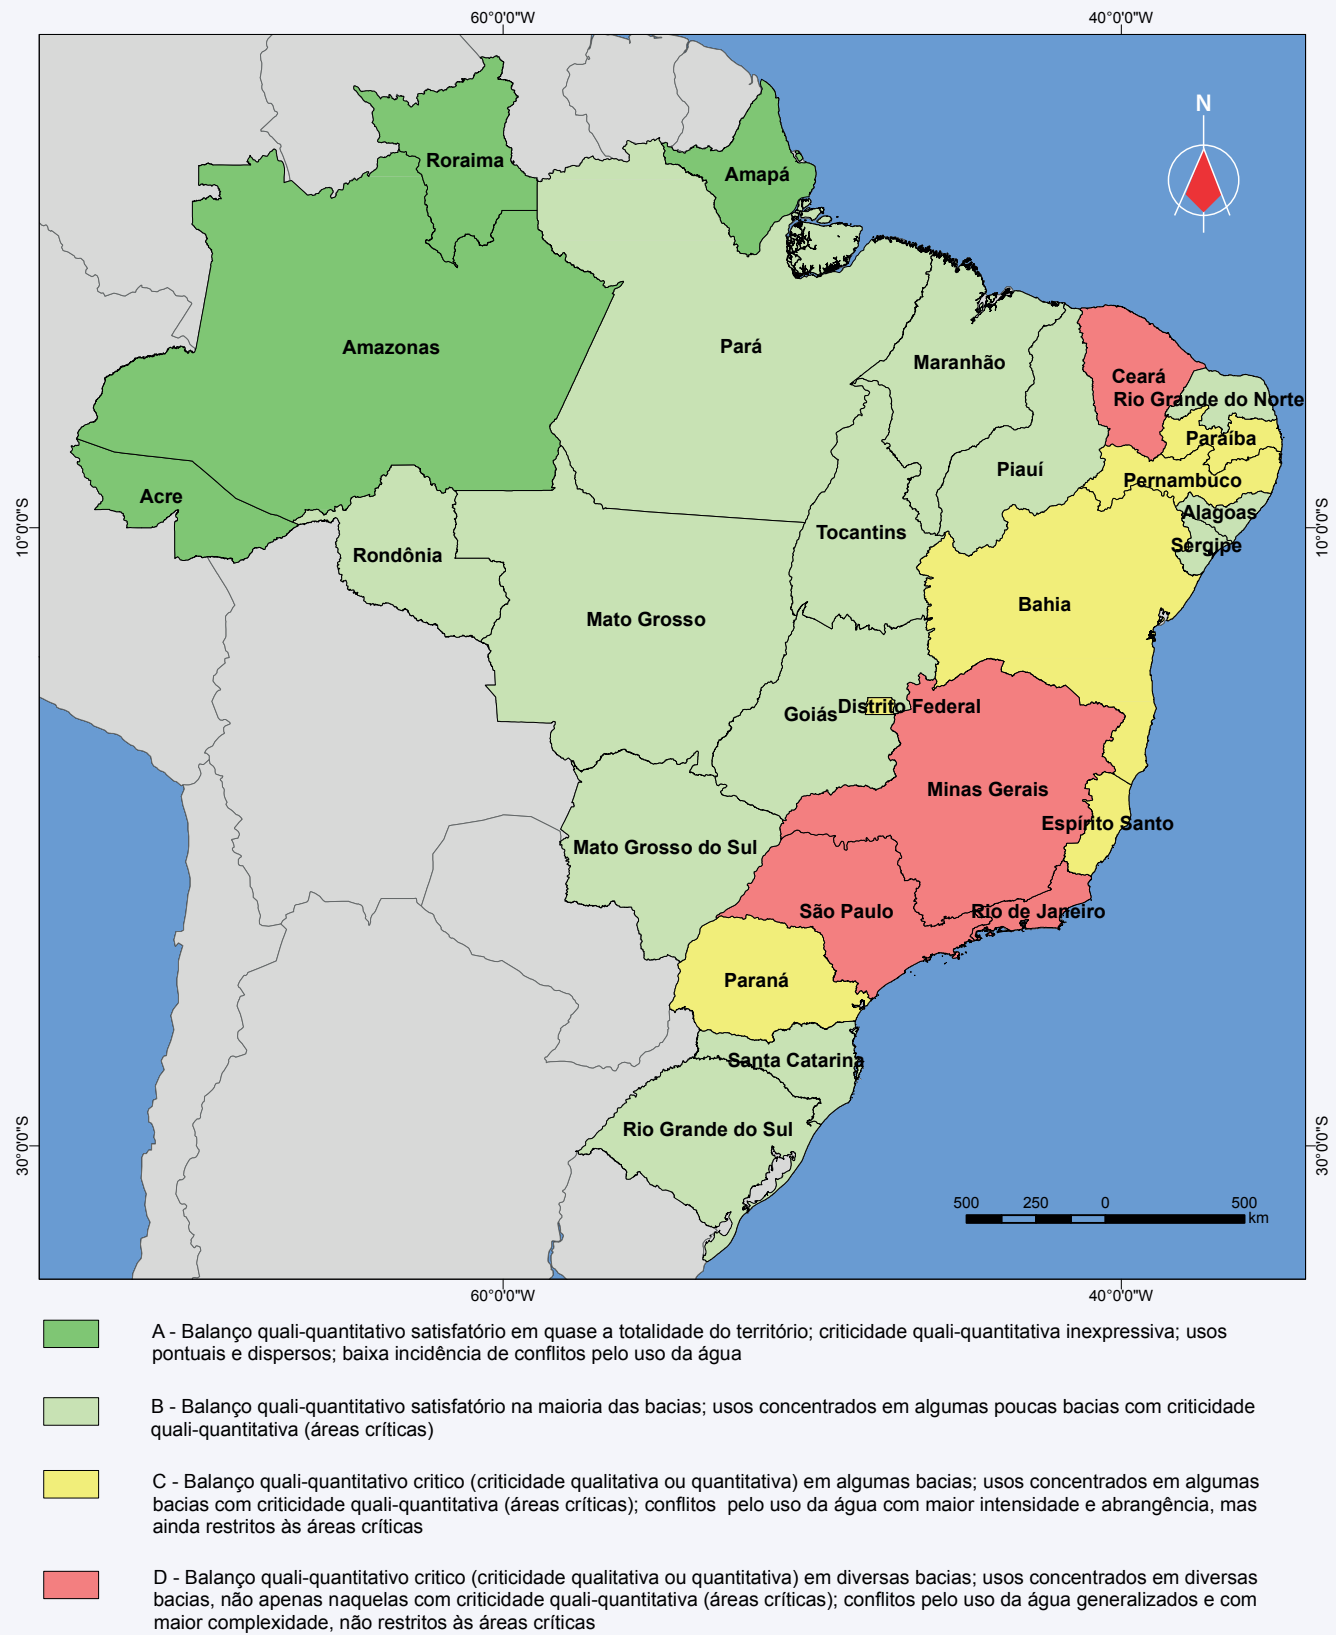 60°0'0"W
40°0'0"W
N
Roraima
Amapá
Amazonas
Pará
Maranhão
Ceará
Rio Grande do Norte
Paraíba
Piauí
Pernambuco
Acre
Alagoas
10°0'0"S
10°0'0"S
Tocantins
Sergipe
Rondônia
Bahia
Mato Grosso
Distrito Federal
Goiás
Minas Gerais
Espírito Santo
Mato Grosso do Sul
São Paulo
Rio de Janeiro
Paraná
Santa Catarina
Rio Grande do Sul
30°0'0"S
30°0'0"S
500 250 0 500
km
60°0'0"W
40°0'0"W
A - Balanço quali-quantitativo satisfatório em quase a totalidade do território; criticidade quali-quantitativa inexpressiva; usos
pontuais e dispersos; baixa incidência de conflitos pelo uso da água
B - Balanço quali-quantitativo satisfatório na maioria das bacias; usos concentrados em algumas poucas bacias com criticidade
quali-quantitativa (áreas críticas)
C - Balanço quali-quantitativo critico (criticidade qualitativa ou quantitativa) em algumas bacias; usos concentrados em algumas
bacias com criticidade quali-quantitativa (áreas críticas); conflitos pelo uso da água com maior intensidade e abrangência, mas
ainda restritos às áreas críticas
D - Balanço quali-quantitativo critico (criticidade qualitativa ou quantitativa) em diversas bacias; usos concentrados em diversas
bacias, não apenas naquelas com criticidade quali-quantitativa (áreas críticas); conflitos pelo uso da água generalizados e com
maior complexidade, não restritos às áreas críticas